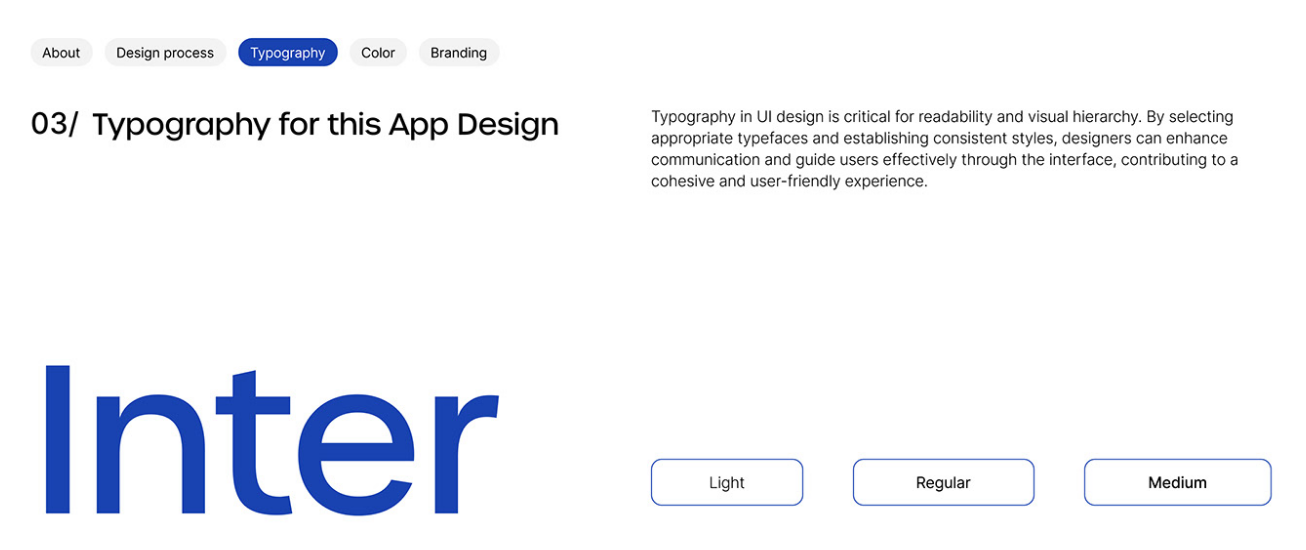 About
Design process
Typography
Color
Branding
03/ Typography for this App Design
Typography in UI design is critical for readability and visual hierarchy. By selecting
appropriate typefaces and establishing consistent styles, designers can enhance
communication and guide users effectively through the interface, contributing to a
cohesive and user-friendly experience.
Inter
Light
Regular
Medium